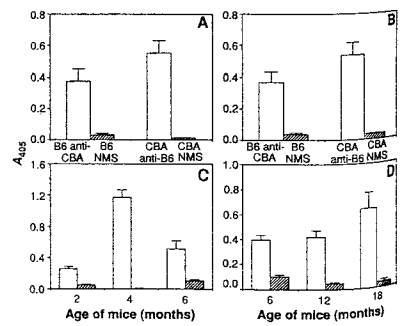 A
B
0.8
0.8
0.6
0.6
0.4
0.4
0.2
0.2
0.0
0.0
B6 anti-CBA
B6 NMS
CBA anti-B6
CBA NMS
B6 anti-CBA
B6 NMS
CBA anti-B6
CBA NMS
A405
C
D
1.6
1.2
0.8
0.4
0.0
1.0
0.8
0.6
0.4
0.2
0.0
2
4
6
6
12
18
Age of mice (months)
Age of mice (months)